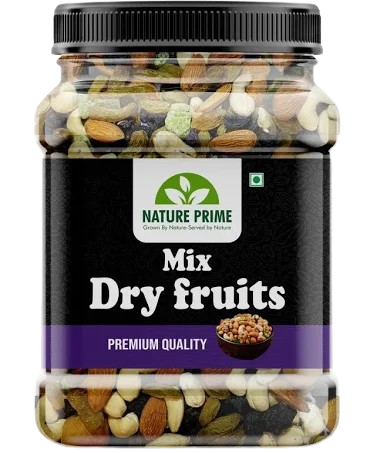 NATURE PRIME
Grown By Nature-Served by Nature
Mix
Dry fruits
PREMIUM QUALITY